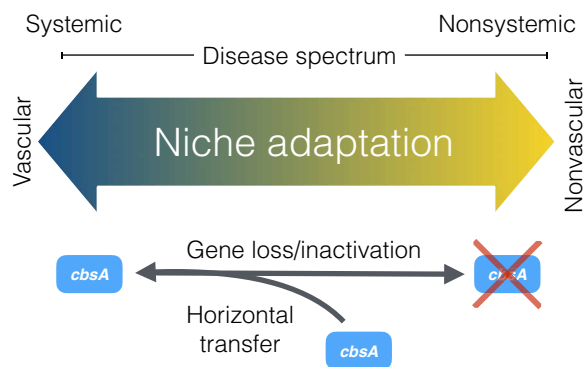 Systemic
Nonsystemic
Disease spectrum
Vascular
Niche adaptation
Nonvascular
Gene loss/inactivation
cbsA
cbsA
Horizontal
transfer
cbsA